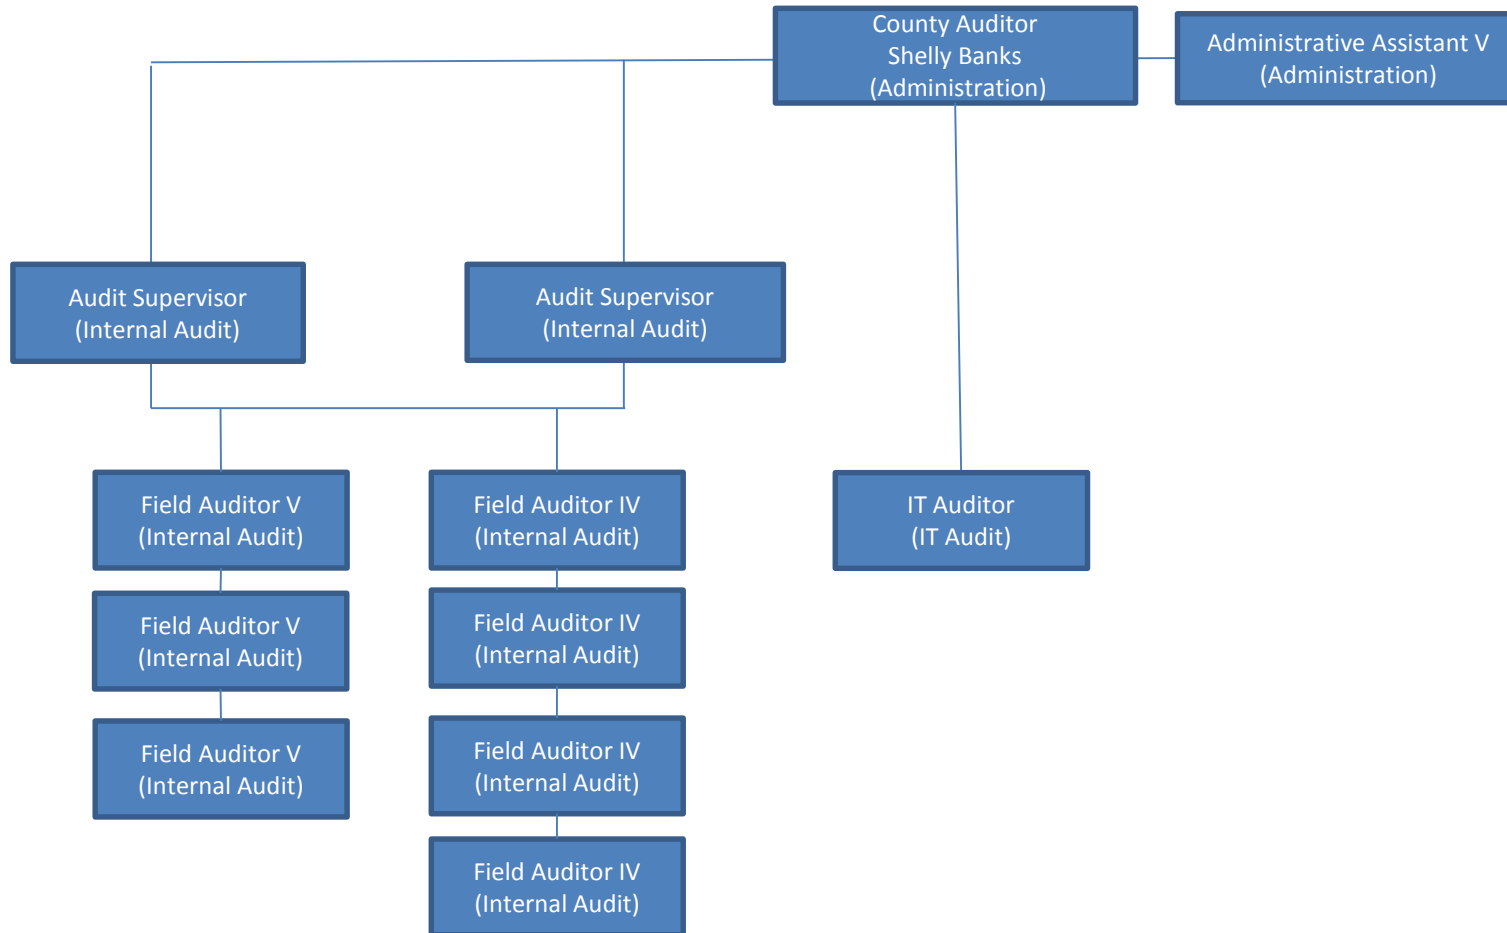 County Auditor
Shelly Banks
(Administration)
Administrative Assistant V
(Administration)
Audit Supervisor
(Internal Audit)
Audit Supervisor
(Internal Audit)
Field Auditor V
(Internal Audit)
Field Auditor IV
(Internal Audit)
IT Auditor
(IT Audit)
Field Auditor V
(Internal Audit)
Field Auditor IV
(Internal Audit)
Field Auditor V
(Internal Audit)
Field Auditor IV
(Internal Audit)
Field Auditor IV
(Internal Audit)